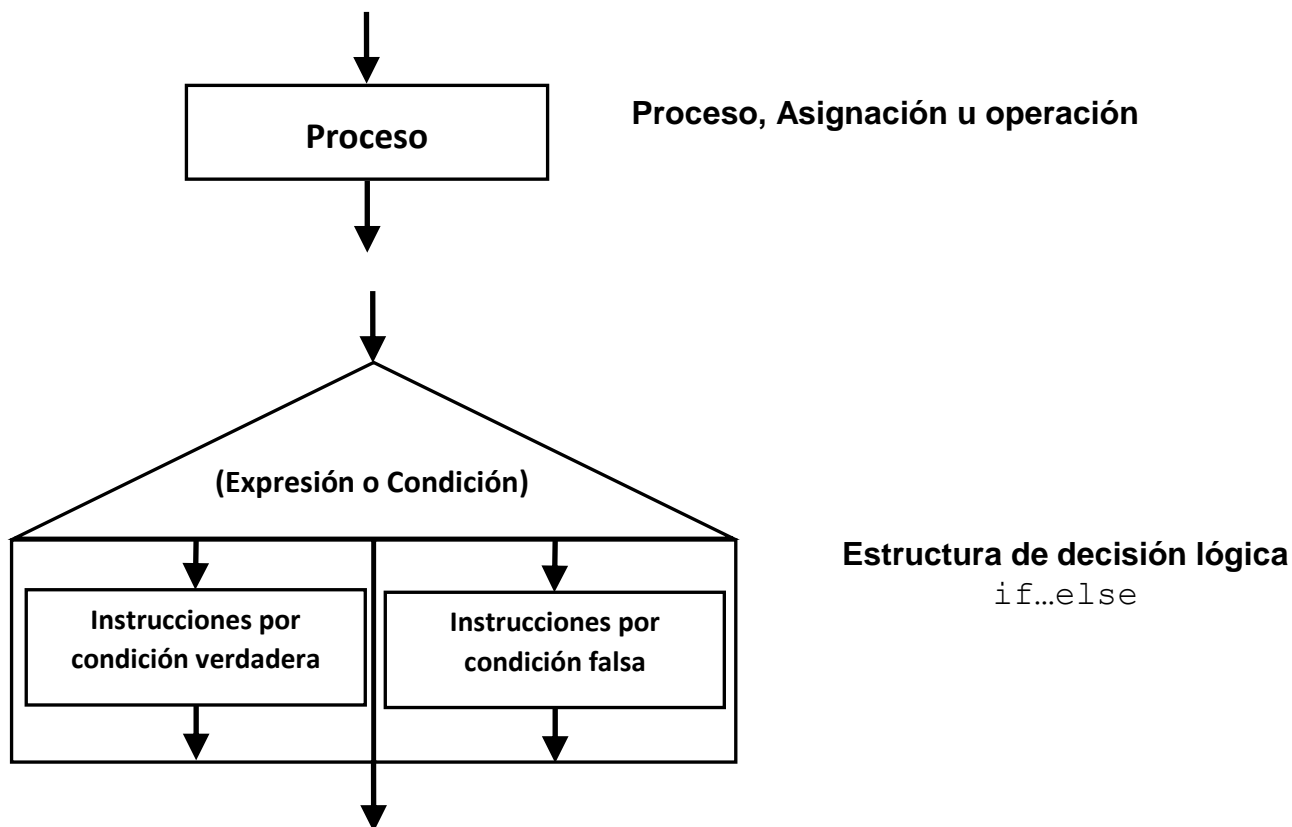 Proceso
Proceso, Asignación u operación
(Expresión o Condición)
Instrucciones por
condición verdadera
Instrucciones por
condición falsa
Estructura de decisión lógica
if…else